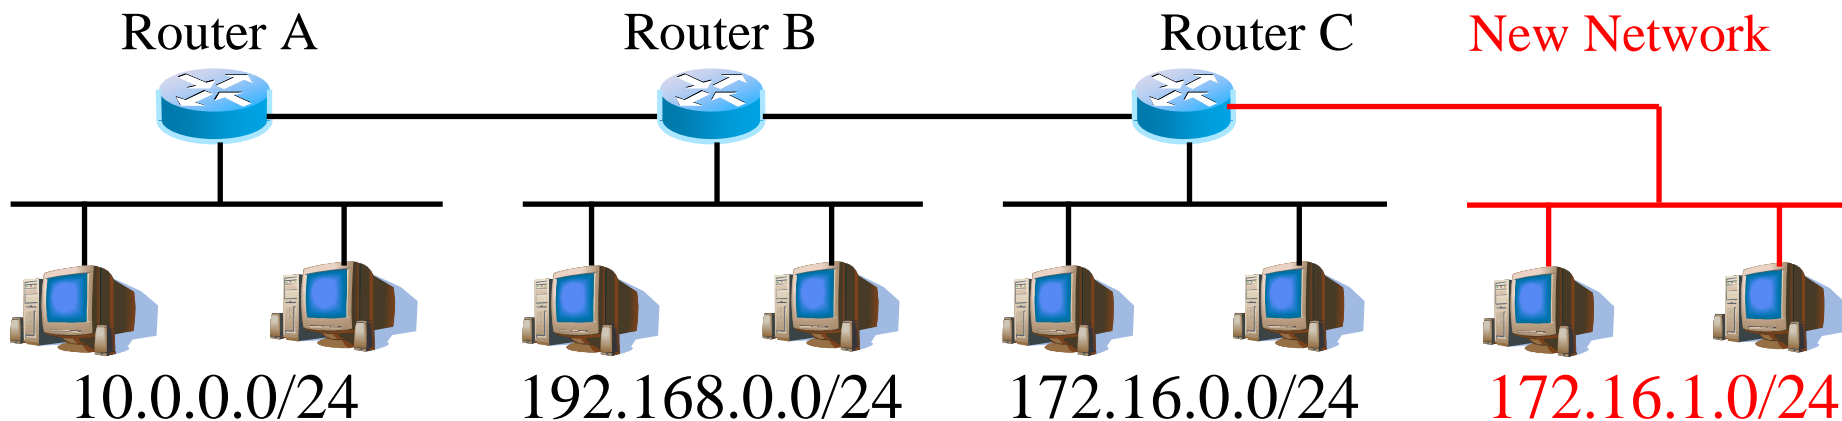 Router A
Router B
Router C
New Network
10.0.0.0/24
192.168.0.0/24
172.16.0.0/24
172.16.1.0/24